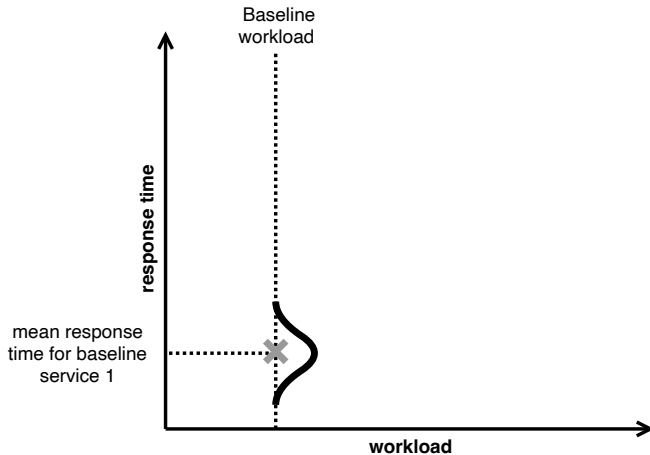 Baseline
workload
response time
mean response
time for baseline
service 1
workload